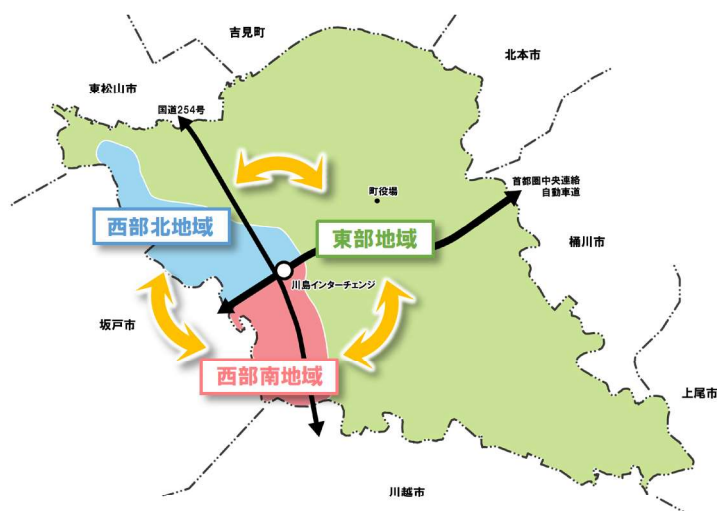 吉見町
北本市
東松山市
国道254号
町役場
首都圏中央連絡
自動車道
西部北地域
東部地域
桶川市
川島インターチェンジ
坂戸市
西部南地域
上尾市
川越市